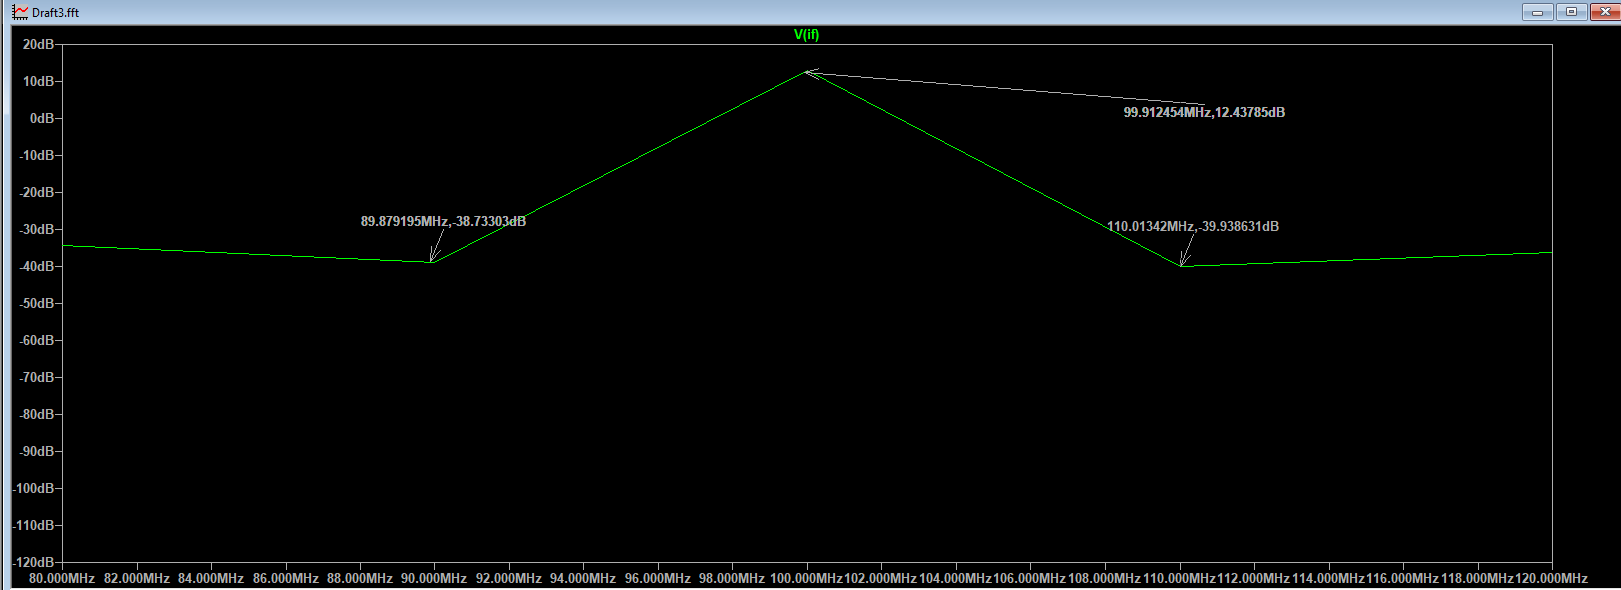 Draft3.fft
V(if)
20dB
10dB
0dB
-10dB
-20dB
-30dB
-40dB
-50dB
-60dB
-70dB
-80dB
-90dB
-100dB
-110dB
-120dB
99.912454MHz,12.43785dB
89.879195MHz,-38.73303dB
110.01342MHz,-39.938631dB
80.000MHz 82.000MHz 84.000MHz 86.000MHz 88.000MHz 90.000MHz 92.000MHz 94.000MHz 96.000MHz 98.000MHz 100.000MHz 102.000MHz 104.000MHz 106.000MHz 108.000MHz 110.000MHz 112.000MHz 114.000MHz 116.000MHz 118.000MHz 120.000MHz